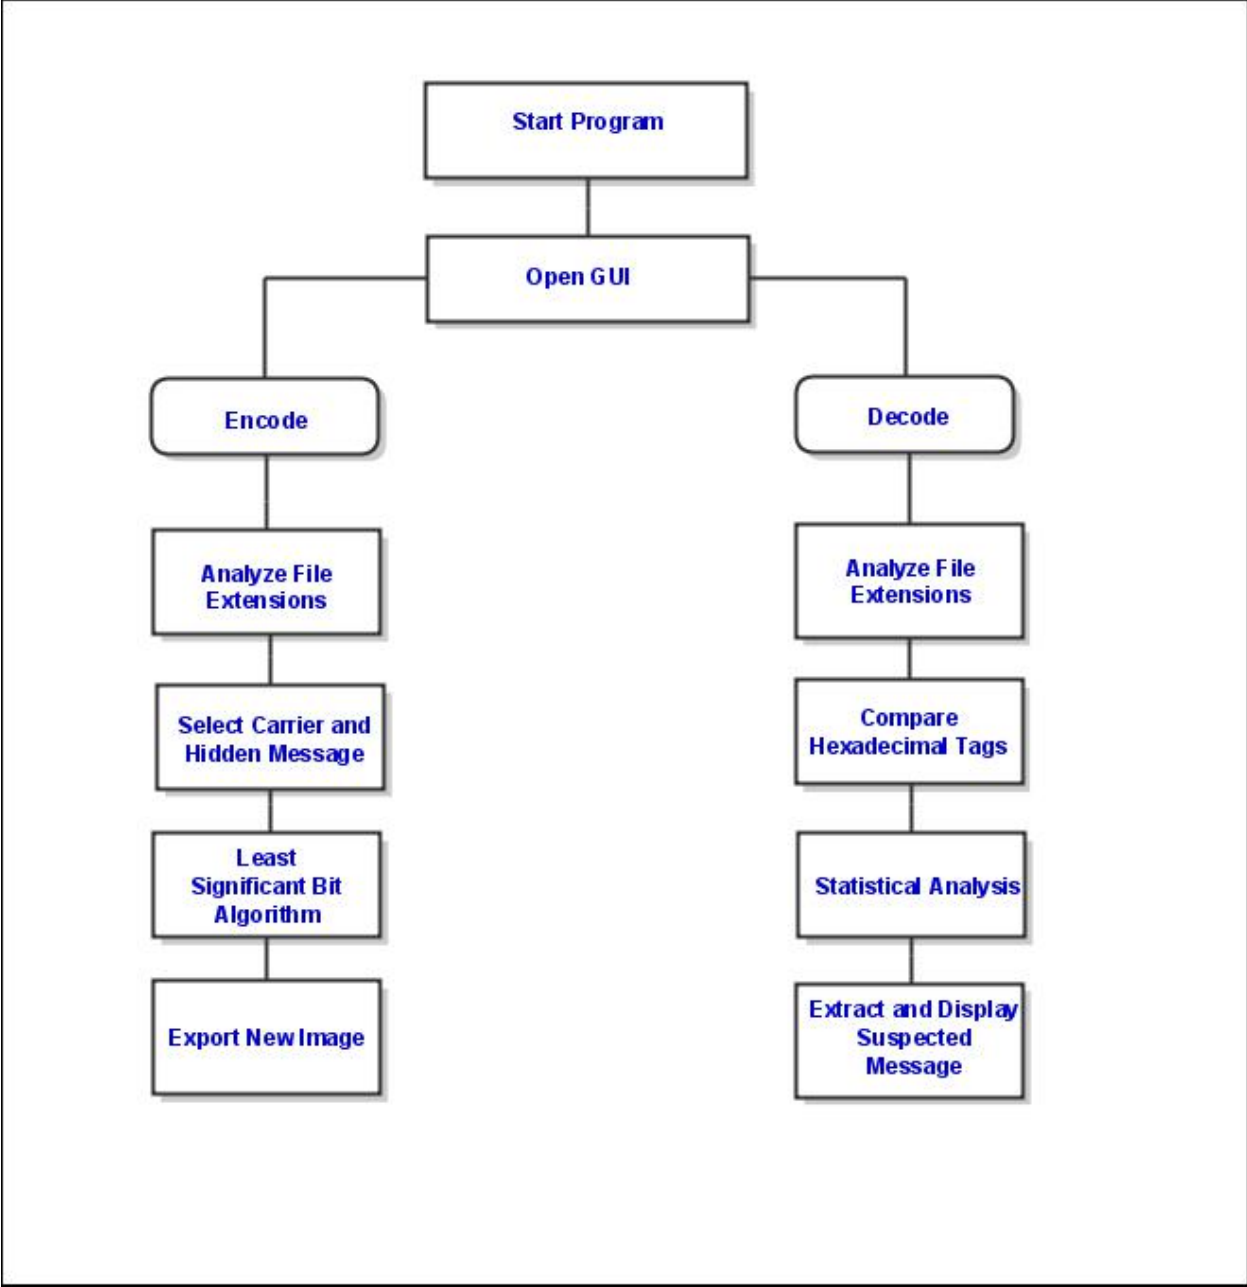 Start Program
Open GUI
Encode
Decode
Analyze File
Extensions
Select Carrier and
Hidden Message
Least
Significant Bit
Algorithm
Export New Image
Analyze File
Extensions
Compare
Hexadecimal Tags
Statistical Analysis
Extract and Display
Suspected
Message